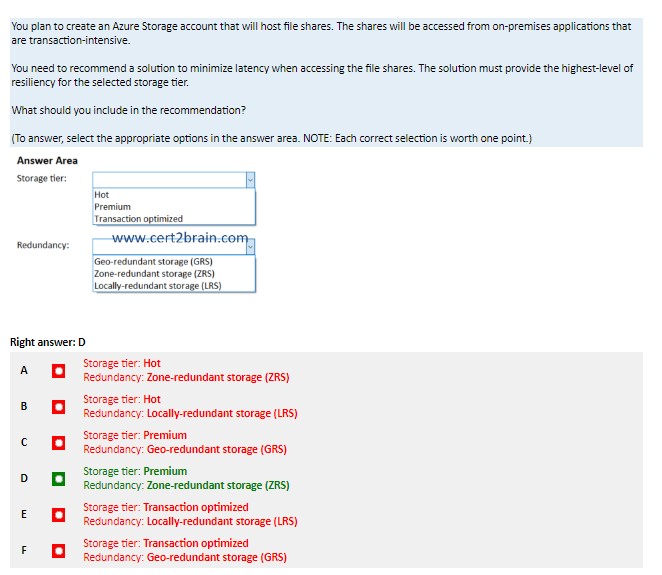 You plan to create an Azure Storage account that will host file shares. The shares will be accessed from on-premises applications that
are transaction-intensive.
You need to recommend a solution to minimize latency when accessing the file shares. The solution must provide the highest-level of
resiliency for the selected storage tier.
What should you include in the recommendation?
(To answer, select the appropriate options in the answer area. NOTE: Each correct selection is worth one point.)
Answer Area
Storage tier:
Hot
Premium
Transaction optimized
www.cert2brain.com
Redundancy:
Geo-redundant storage (GRS)
Zone-redundant storage (ZRS)
Locally-redundant storage (LRS)
Right answer: D
A
Storage tier: Hot
Redundancy: Zone-redundant storage (ZRS)
B
Storage tier: Hot
Redundancy: Locally-redundant storage (LRS)
C
Storage tier: Premium
Redundancy: Geo-redundant storage (GRS)
D
Storage tier: Premium
Redundancy: Zone-redundant storage (ZRS)
E
Storage tier: Transaction optimized
Redundancy: Locally-redundant storage (LRS)
F
Storage tier: Transaction optimized
Redundancy: Geo-redundant storage (GRS)